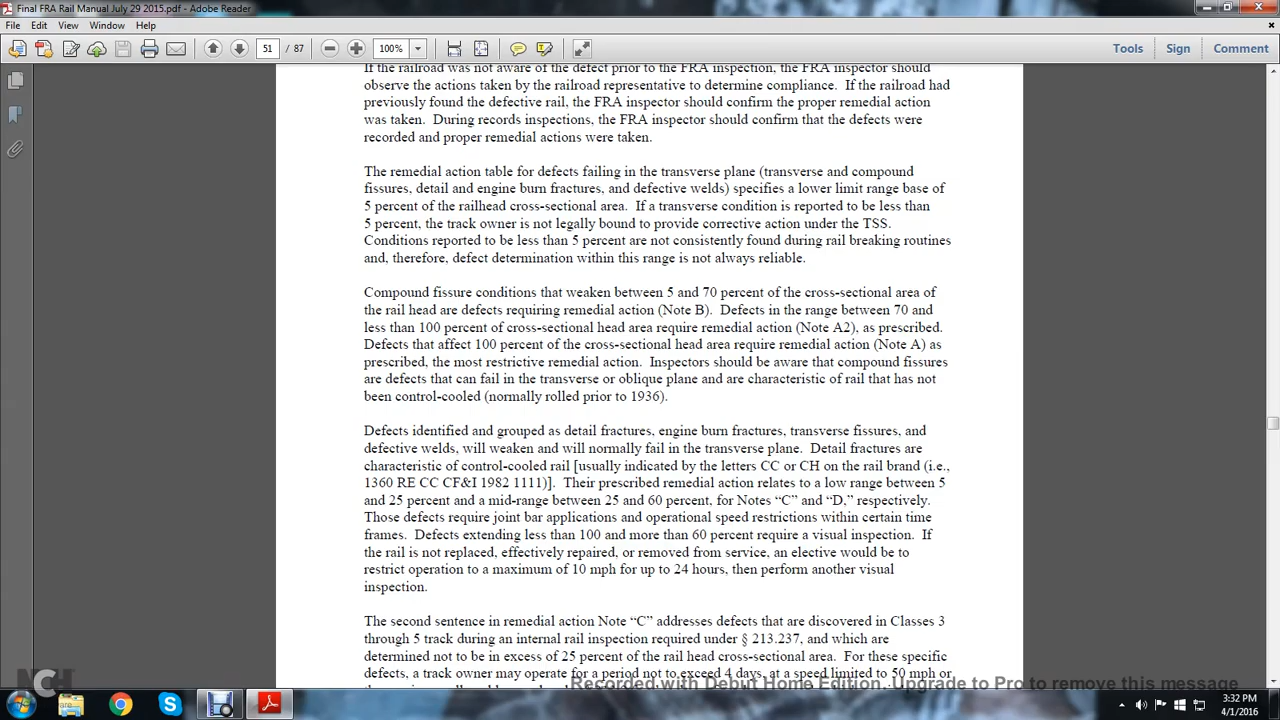 Final FRA Rail Manual July 29 2015.pdf - Adobe Reader
File Edit View Window Help
51 / 87 100% Tools Sign Comment
If the railroad was not aware of the defect prior to the FRA inspection, the FRA inspector should
observe the actions taken by the railroad representative to determine compliance. If the railroad had
previously found the defective rail, the FRA inspector should confirm the proper remedial action
was taken. During records inspections, the FRA inspector should confirm that the defects were
recorded and proper remedial actions were taken.
The remedial action table for defects failing in the transverse plane (transverse and compound
fissures, detail and engine burn fractures, and defective welds) specifies a lower limit range base of
5 percent of the railhead cross-sectional area. If a transverse condition is reported to be less than
5 percent, the track owner is not legally bound to provide corrective action under the TSS.
Conditions reported to be less than 5 percent are not consistently found during rail breaking routines
and, therefore, defect determination within this range is not always reliable.
Compound fissure conditions that weaken between 5 and 70 percent of the cross-sectional area of
the rail head are defects requiring remedial action (Note B). Defects in the range between 70 and
less than 100 percent of cross-sectional head area require remedial action (Note A2), as prescribed.
Defects that affect 100 percent of the cross-sectional head area require remedial action (Note A) as
prescribed, the most restrictive remedial action. Inspectors should be aware that compound fissures
are defects that can fail in the transverse or oblique plane and are characteristic of rail that has not
been control-cooled (normally rolled prior to 1936).
Defects identified and grouped as detail fractures, engine burn fractures, transverse fissures, and
defective welds, will weaken and will normally fail in the transverse plane. Detail fractures are
characteristic of control-cooled rail [usually indicated by the letters CC or CH on the rail brand (i.e.,
1360 RE CC CF&I 1982 1111)]. Their prescribed remedial action relates to a low range between 5
and 25 percent and a mid-range between 25 and 60 percent, for Notes “C” and “D,” respectively.
Those defects require joint bar applications and operational speed restrictions within certain time
frames. Defects extending less than 100 and more than 60 percent require a visual inspection. If
the rail is not replaced, effectively repaired, or removed from service, an elective would be to
restrict operation to a maximum of 10 mph for up to 24 hours, then perform another visual
inspection.
The second sentence in remedial action Note “C” addresses defects that are discovered in Classes 3
through 5 track during an internal rail inspection required under § 213.237, and which are
determined not to be in excess of 25 percent of the rail head cross-sectional area. For these specific
defects, a track owner may operate for a period not to exceed 4 days, at a speed limited to 50 mph or
Recorded with Debut Home Edition. Upgrade to Pro to remove this message
NCH
3:32 PM
4/1/2016